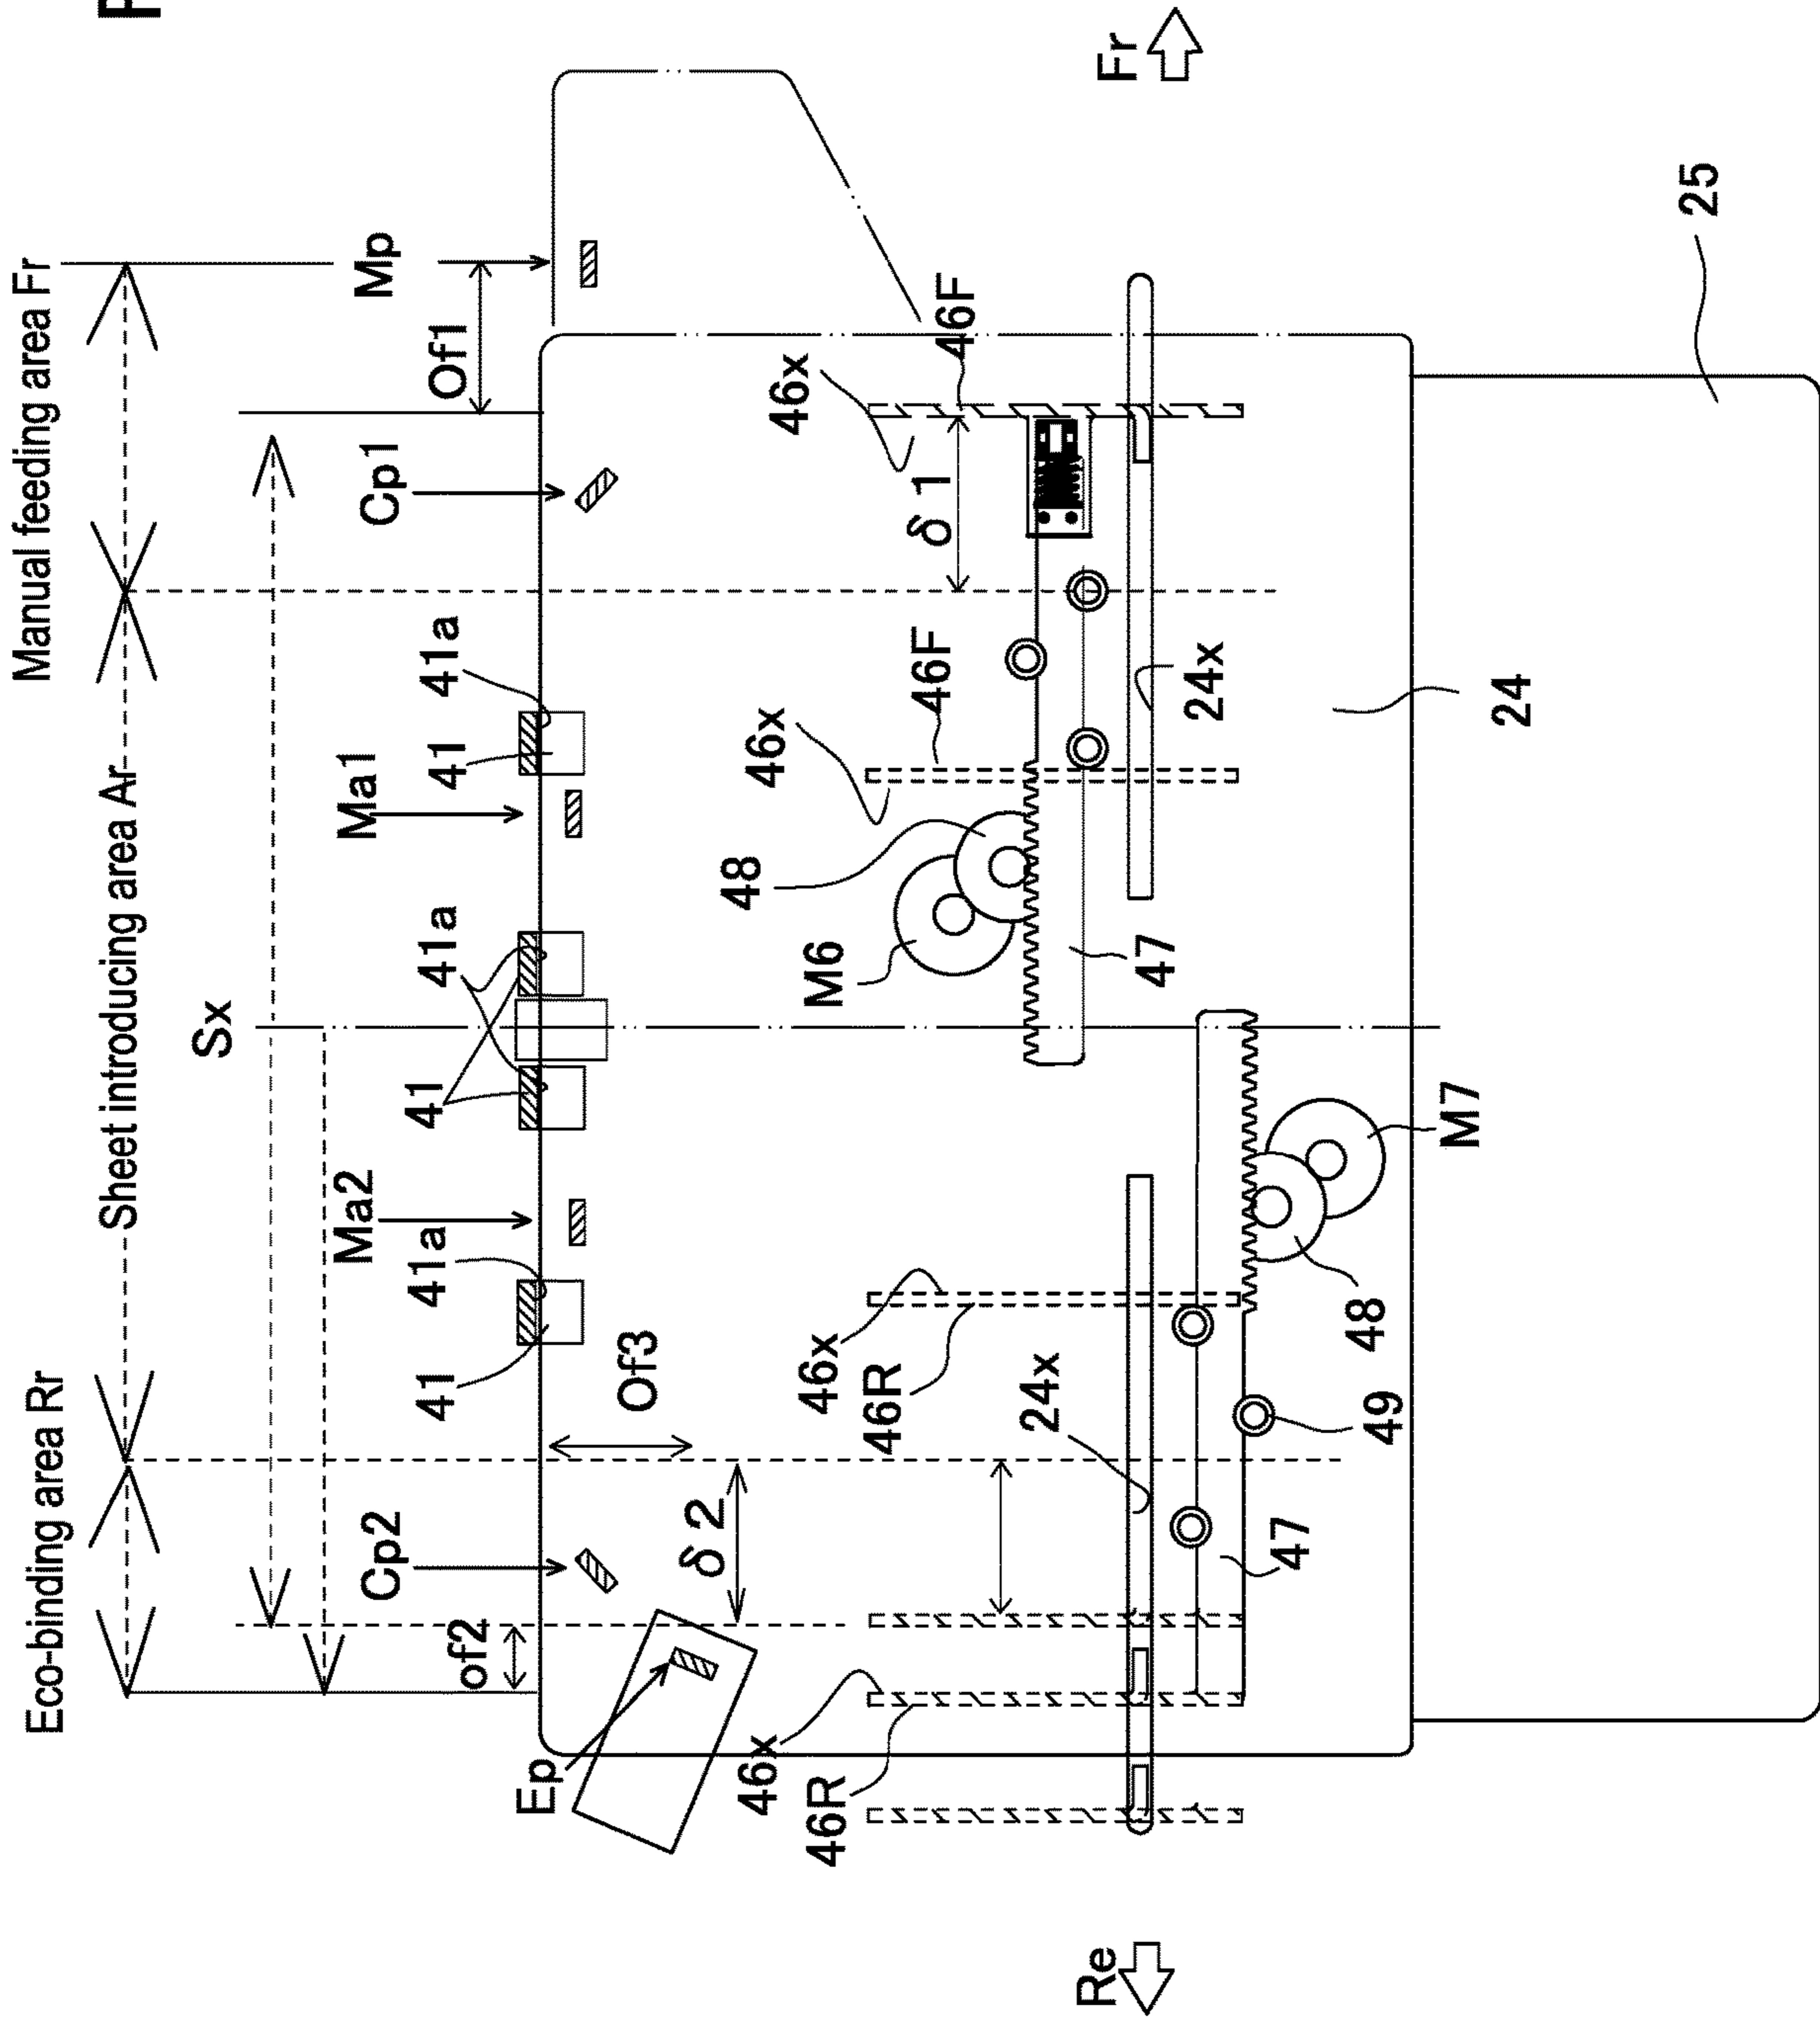 F
Manual feeding area Fr
Sheet introducing area Ar
Eco-binding area Rr
Sx
Mp
Of1
Cp1
Ma1
Ma2
Cp2
of2
Ep
41a
41
41a
41
41a
41
Of3
δ1
δ2
46F
46x
46F
46x
46x
46R
46x
46R
48
M6
47
24x
24x
47
49
48
M7
24
25
Fr
Re